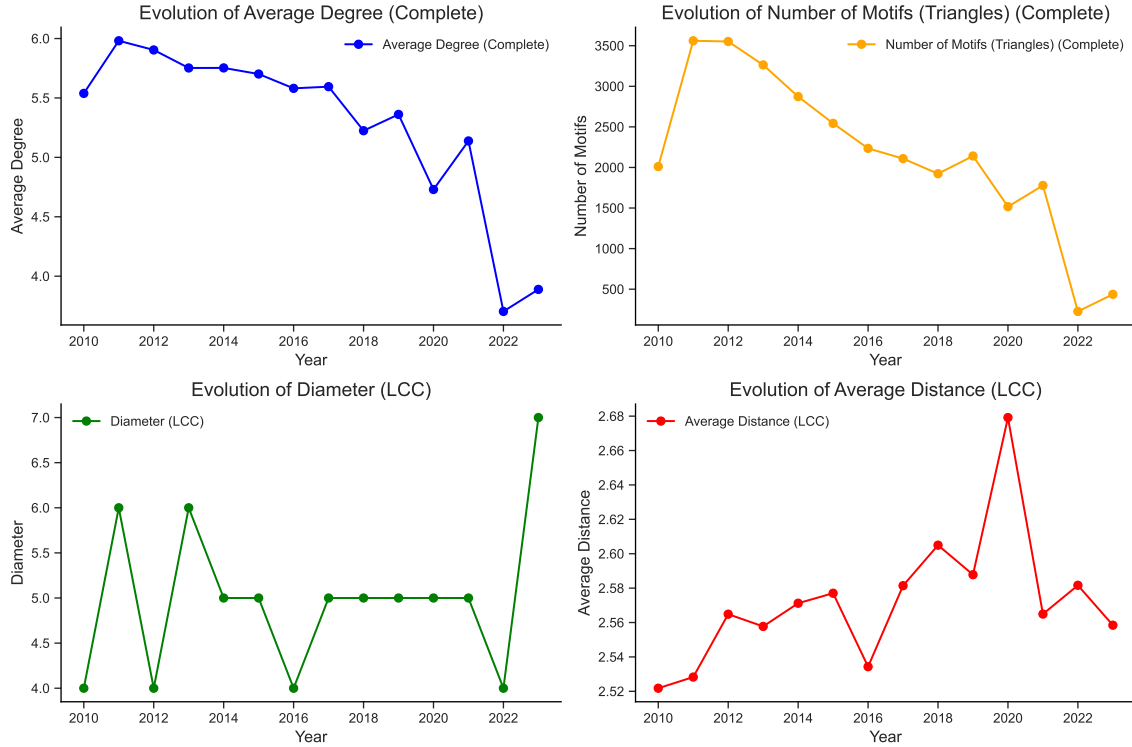 Evolution of Average Degree (Complete)
Average Degree (Complete)
6.0
5.5
5.0
4.5
4.0
Average Degree
2010 2012 2014 2016 2018 2020 2022
Year
Evolution of Number of Motifs (Triangles) (Complete)
Number of Motifs (Triangles) (Complete)
3500
3000
2500
2000
1500
1000
500
Number of Motifs
2010 2012 2014 2016 2018 2020 2022
Year
Evolution of Diameter (LCC)
Diameter (LCC)
7.0
6.5
6.0
5.5
5.0
4.5
4.0
Diameter
2010 2012 2014 2016 2018 2020 2022
Year
Evolution of Average Distance (LCC)
Average Distance (LCC)
2.68
2.66
2.64
2.62
2.60
2.58
2.56
2.54
2.52
Average Distance
2010 2012 2014 2016 2018 2020 2022
Year